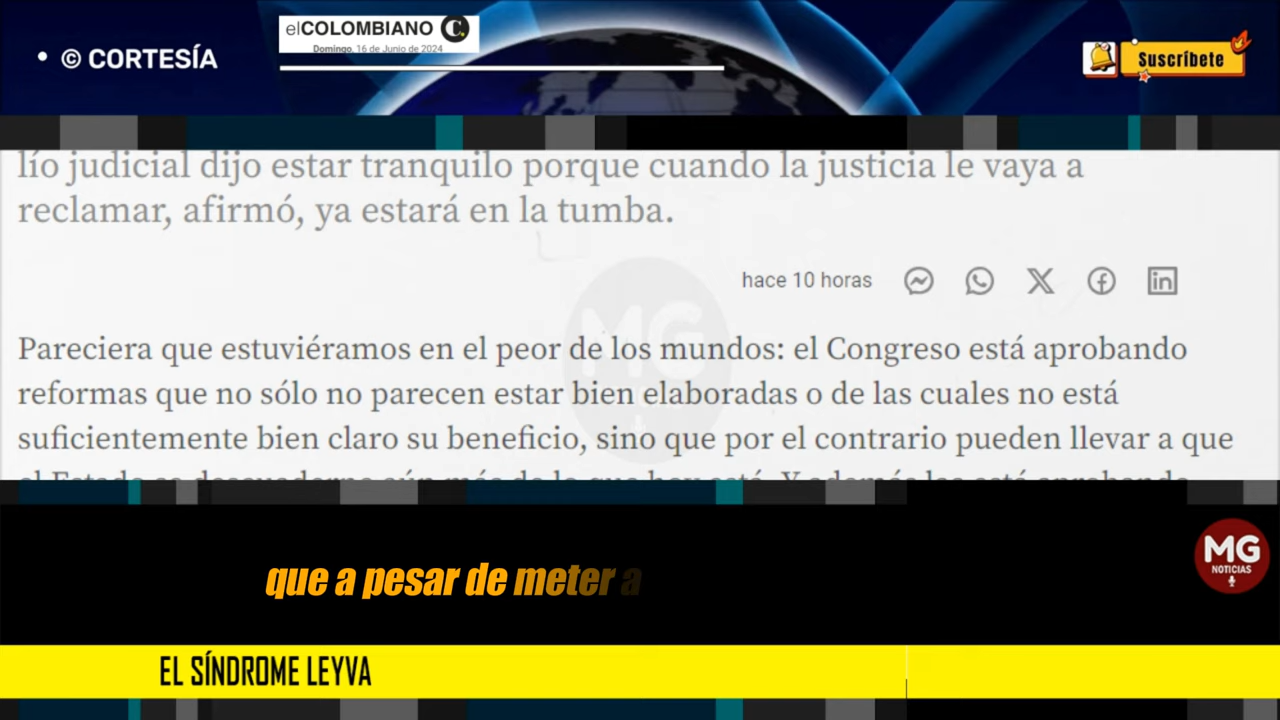 • © CORTESÍA
elCOLOMBIANO C
Domingo, 16 de Junio de 2024
Suscríbete
lío judicial dijo estar tranquilo porque cuando la justicia le vaya a
reclamar, afirmó, ya estará en la tumba.
hace 10 horas
Pareciera que estuviéramos en el peor de los mundos: el Congreso está aprobando
reformas que no sólo no parecen estar bien elaboradas o de las cuales no está
suficientemente bien claro su beneficio, sino que por el contrario pueden llevar a que
MG
NOTICIAS
que a pesar de meter a
EL SÍNDROME LEYVA